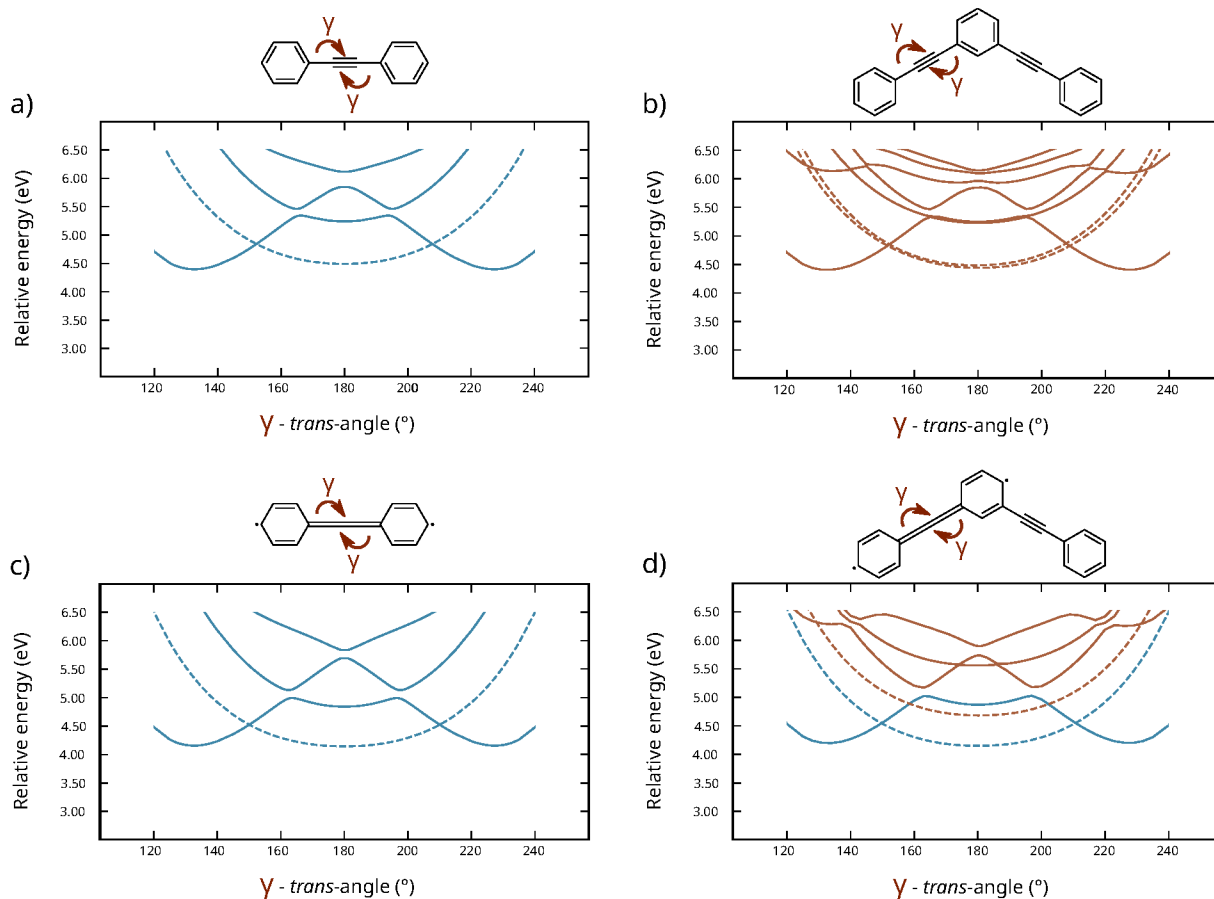 γ
γ
a)
6.50
6.00
5.50
5.00
4.50
4.00
3.50
3.00
Relative energy (eV)
120 140 160 180 200 220 240
γ - trans-angle (º)
γ
γ
b)
6.50
6.00
5.50
5.00
4.50
4.00
3.50
3.00
Relative energy (eV)
120 140 160 180 200 220 240
γ - trans-angle (º)
γ
γ
c)
6.50
6.00
5.50
5.00
4.50
4.00
3.50
3.00
Relative energy (eV)
120 140 160 180 200 220 240
γ - trans-angle (º)
γ
γ
d)
6.50
6.00
5.50
5.00
4.50
4.00
3.50
3.00
Relative energy (eV)
120 140 160 180 200 220 240
γ - trans-angle (º)